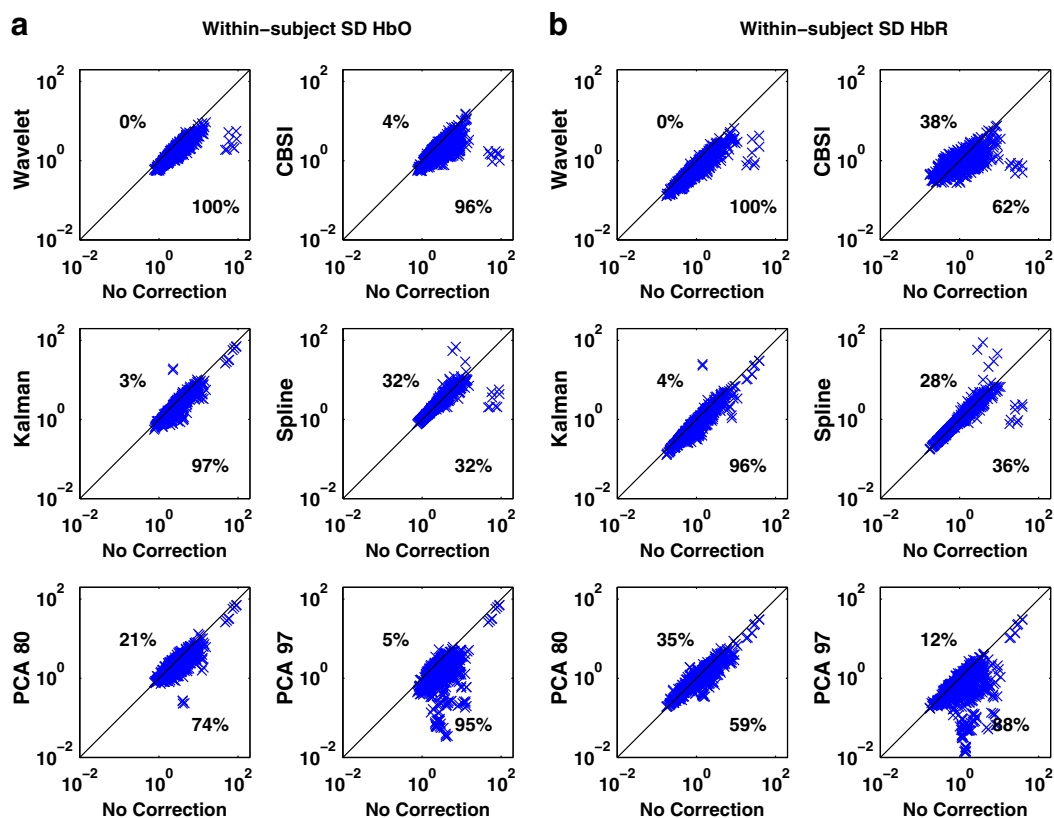 a
Within−subject SD HbO
b
Within−subject SD HbR
Wavelet
10^2
10^0
10^−2
0%
100%
10^−2 10^0 10^2
No Correction
CBSI
10^2
10^0
10^−2
4%
96%
10^−2 10^0 10^2
No Correction
Wavelet
10^2
10^0
10^−2
0%
100%
10^−2 10^0 10^2
No Correction
CBSI
10^2
10^0
10^−2
38%
62%
10^−2 10^0 10^2
No Correction
Kalman
10^2
10^0
10^−2
3%
97%
10^−2 10^0 10^2
No Correction
Spline
10^2
10^0
10^−2
32%
32%
10^−2 10^0 10^2
No Correction
Kalman
10^2
10^0
10^−2
4%
96%
10^−2 10^0 10^2
No Correction
Spline
10^2
10^0
10^−2
28%
36%
10^−2 10^0 10^2
No Correction
PCA 80
10^2
10^0
10^−2
21%
74%
10^−2 10^0 10^2
No Correction
PCA 97
10^2
10^0
10^−2
5%
95%
10^−2 10^0 10^2
No Correction
PCA 80
10^2
10^0
10^−2
35%
59%
10^−2 10^0 10^2
No Correction
PCA 97
10^2
10^0
10^−2
12%
88%
10^−2 10^0 10^2
No Correction